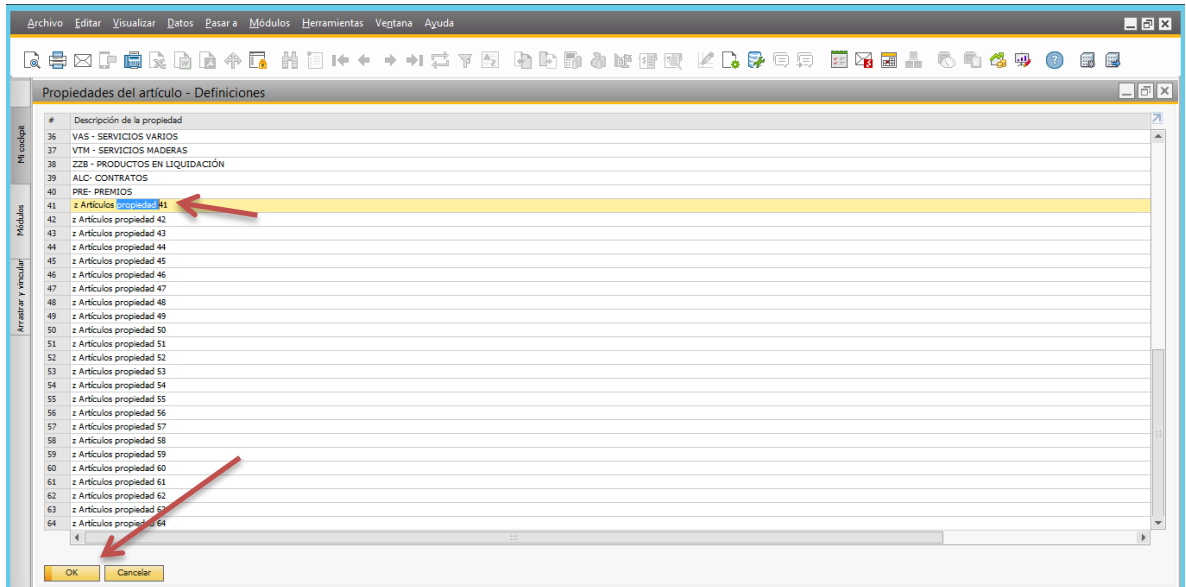 Archivo Editar Visualizar Datos Pasar a Módulos Herramientas Ventana Ayuda
Propiedades del artículo - Definiciones
Mi cockpit
Módulos
Arrastrar y vincular
# Descripción de la propiedad
36 VAS - SERVICIOS VARIOS
37 VTM - SERVICIOS MADERAS
38 ZZB - PRODUCTOS EN LIQUIDACIÓN
39 ALC- CONTRATOS
40 PRE- PREMIOS
41 z Artículos propiedad 41
42 z Artículos propiedad 42
43 z Artículos propiedad 43
44 z Artículos propiedad 44
45 z Artículos propiedad 45
46 z Artículos propiedad 46
47 z Artículos propiedad 47
48 z Artículos propiedad 48
49 z Artículos propiedad 49
50 z Artículos propiedad 50
51 z Artículos propiedad 51
52 z Artículos propiedad 52
53 z Artículos propiedad 53
54 z Artículos propiedad 54
55 z Artículos propiedad 55
56 z Artículos propiedad 56
57 z Artículos propiedad 57
58 z Artículos propiedad 58
59 z Artículos propiedad 59
60 z Artículos propiedad 60
61 z Artículos propiedad 61
62 z Artículos propiedad 62
63 z Artículos propiedad 63
64 z Artículos propiedad 64
OK Cancelar